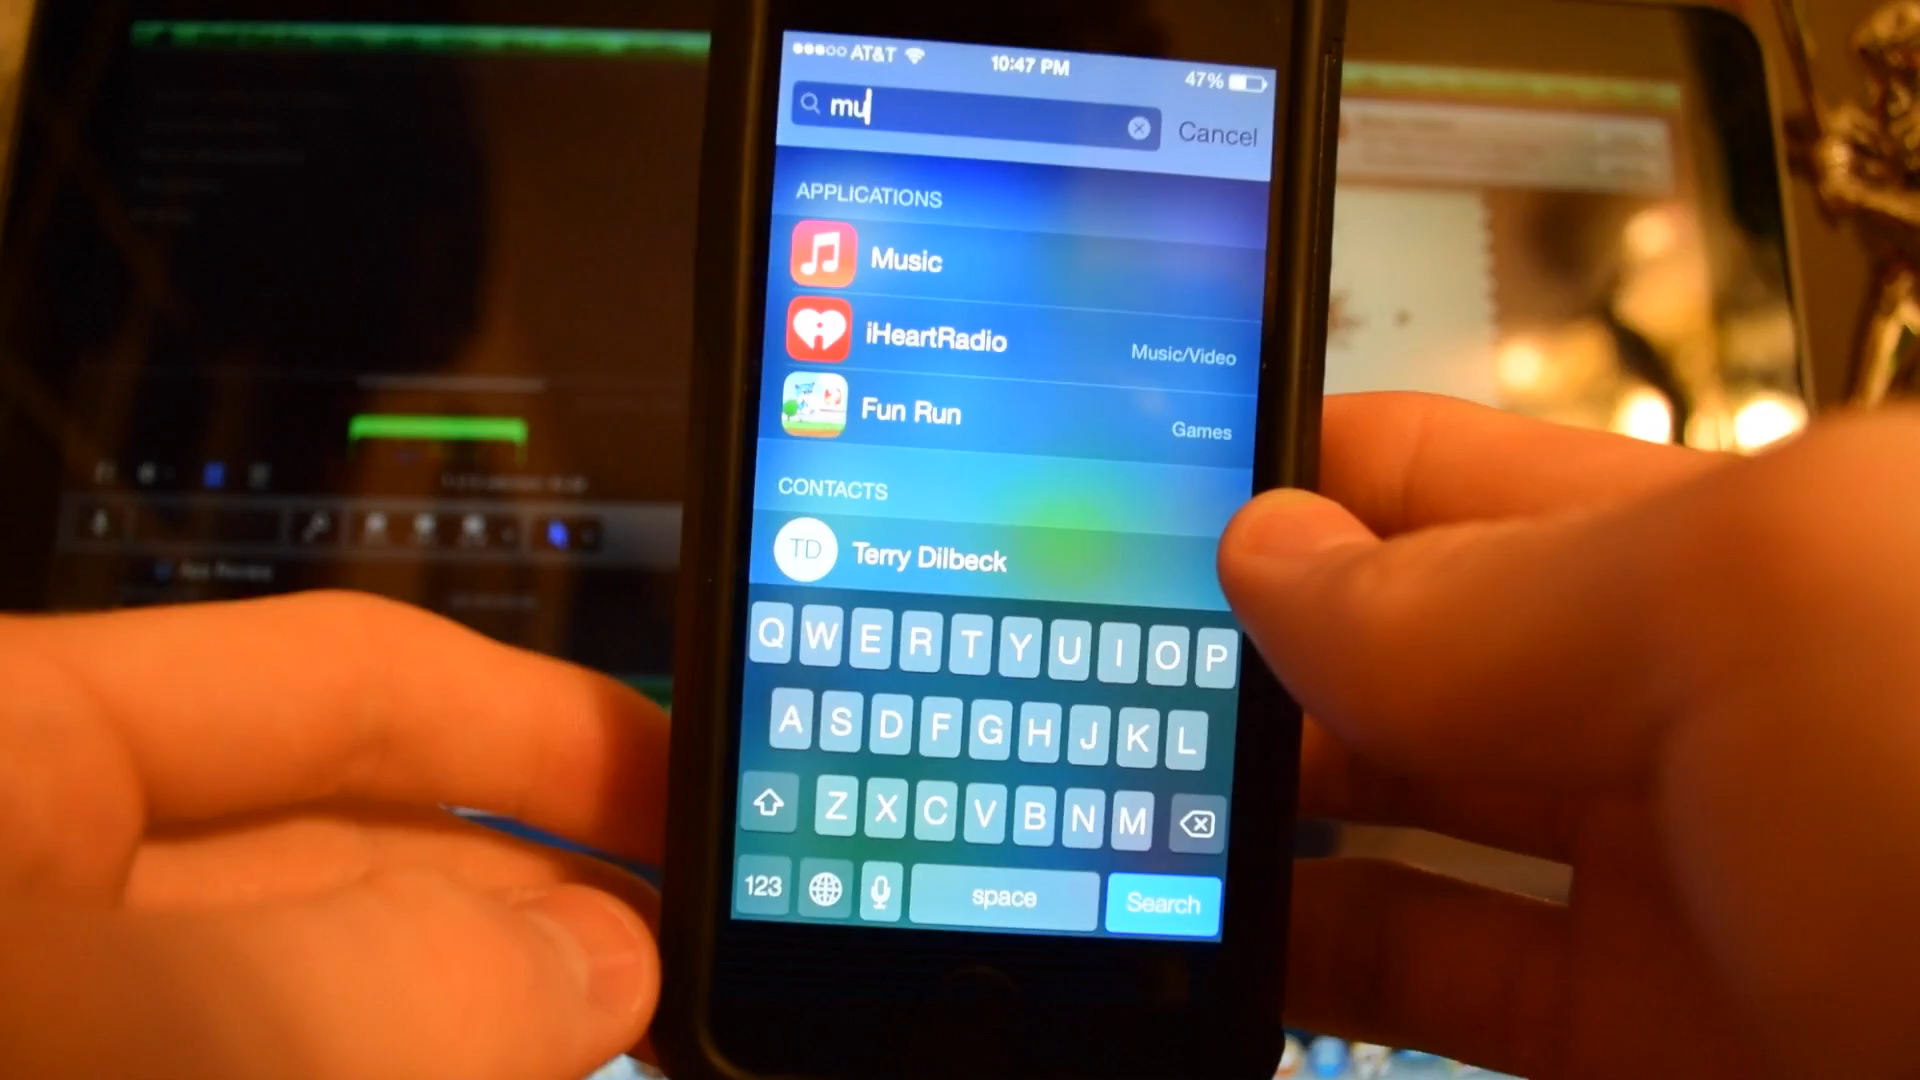 AT&T 10:47 PM 47%
mu Cancel
APPLICATIONS
Music
iHeartRadio Music/Video
Fun Run Games
CONTACTS
TD Terry Dilbeck
Q W E R T Y U I O P
A S D F G H J K L
Z X C V B N M
123 space Search